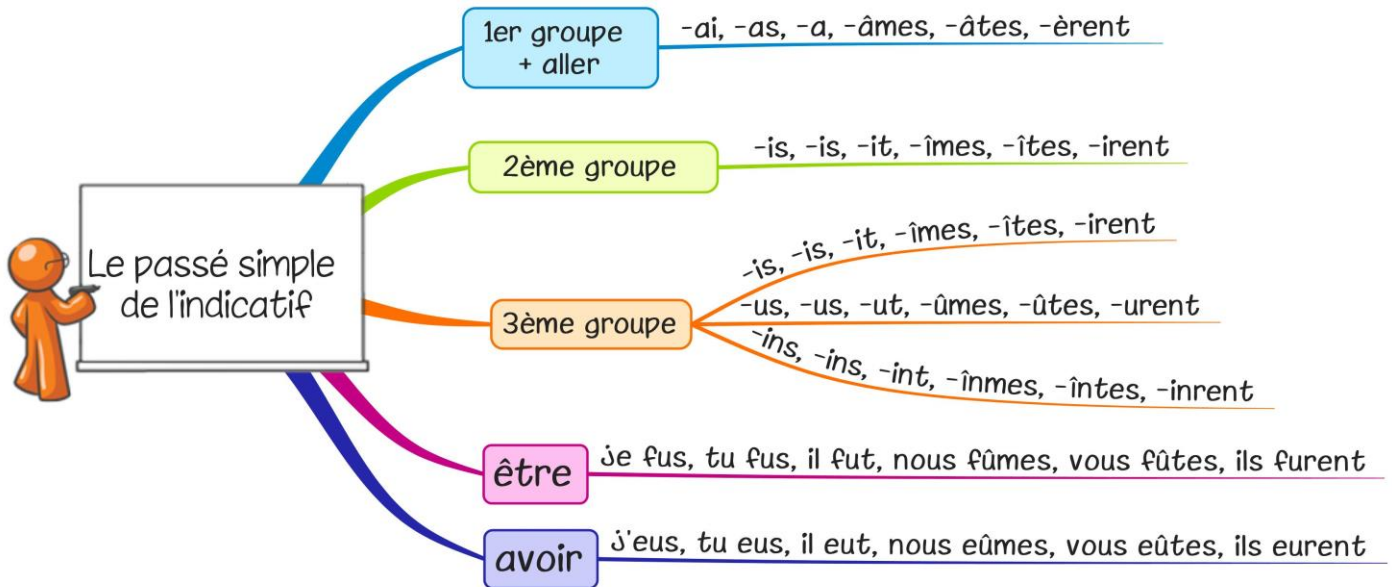 Le passé simple
de l'indicatif
1er groupe
+ aller
-ai, -as, -a, -âmes, -âtes, -èrent
2ème groupe
-is, -is, -it, -îmes, -îtes, -irent
3ème groupe
-is, -is, -it, -îmes, -îtes, -irent
-us, -us, -ut, -ûmes, -ûtes, -urent
-ins, -ins, -int, -înmes, -întes, -inrent
être
je fus, tu fus, il fut, nous fûmes, vous fûtes, ils furent
avoir
j'eus, tu eus, il eut, nous eûmes, vous eûtes, ils eurent